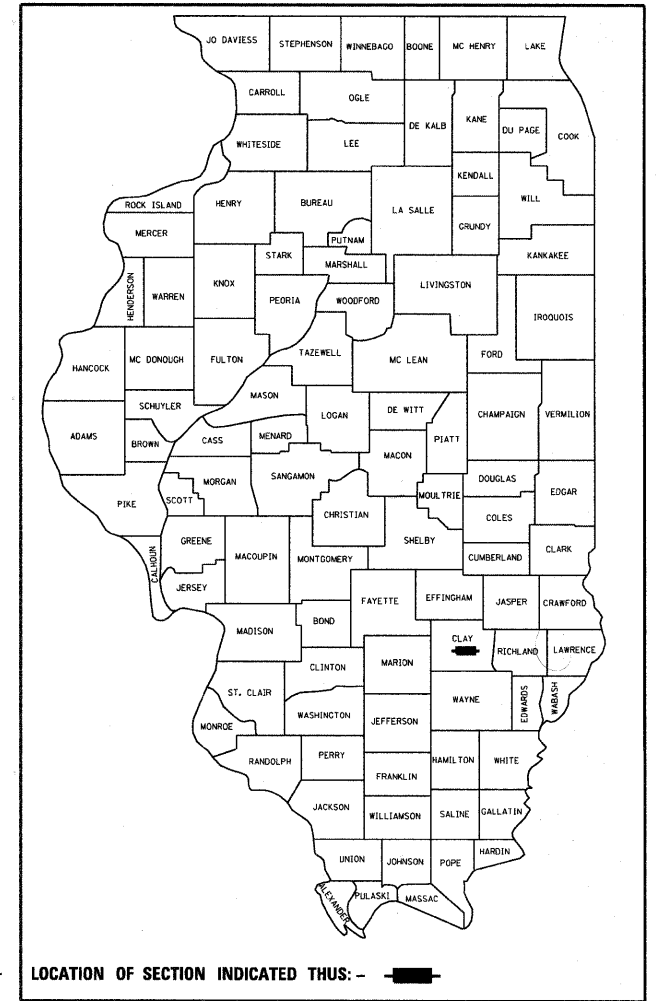 JO DAVIESS STEPHENSON WINNEBAGO BOONE MC HENRY LAKE
CARROLL OGLE DE KALB KANE DU PAGE COOK
WHITESIDE LEE
KENDALL WILL
ROCK ISLAND HENRY BUREAU LA SALLE GRUNDY
MERCER PUTNAM
STARK MARSHALL KANKAKEE
HENDERSON WARREN KNOX PEORIA WOODFORD LIVINGSTON IROQUOIS
HANCOCK MC DONOUGH FULTON TAZEWELL MC LEAN FORD
MASON
SCHUYLER LOGAN DE WITT CHAMPAIGN VERMILION
ADAMS BROWN CASS MENARD MACON PIATT
MORGAN SANGAMON DOUGLAS
PIKE SCOTT CHRISTIAN MOULTRIE COLES EDGAR
GREENE MACOUPIN MONTGOMERY SHELBY CUMBERLAND CLARK
CALHOUN JERSEY
FAYETTE EFFINGHAM JASPER CRAWFORD
MADISON BOND
CLAY RICHLAND LAWRENCE
CLINTON MARION
ST. CLAIR WAYNE EDWARDS WABASH
WASHINGTON JEFFERSON
MONROE
RANDOLPH PERRY HAMILTON WHITE
FRANKLIN
JACKSON WILLIAMSON SALINE GALLATIN
UNION JOHNSON POPE HARDIN
ALEXANDER PULASKI MASSAC
LOCATION OF SECTION INDICATED THUS: -